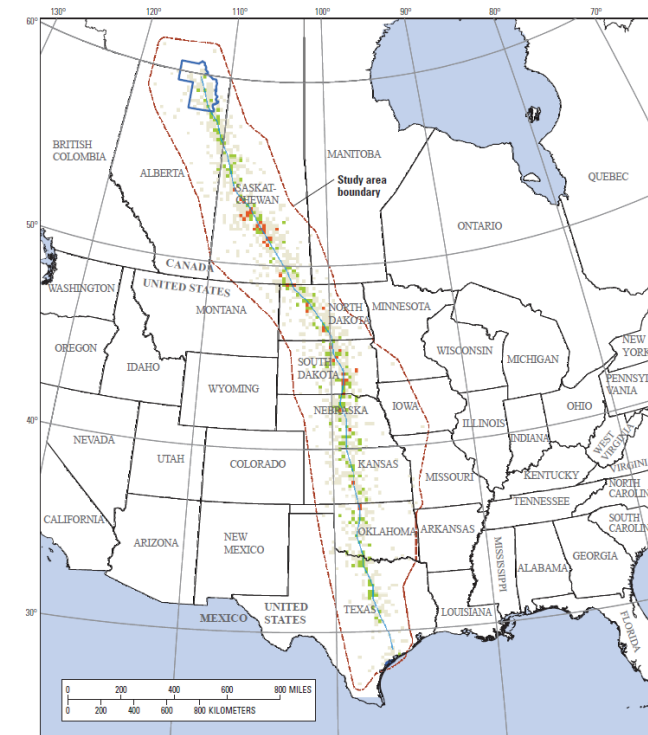 130° 120° 110° 100° 90° 80° 70°
60°
BRITISH
COLOMBIA
ALBERTA
SASKAT-
CHEWAN
MANITOBA
Study area
boundary
ONTARIO
QUEBEC
50°
CANADA
UNITED STATES
WASHINGTON
MONTANA
NORTH
DAKOTA
MINNESOTA
OREGON
IDAHO
WYOMING
SOUTH
DAKOTA
WISCONSIN
MICHIGAN
NEW
YORK
PENNSYL
VANIA
NEBRASKA
IOWA
ILLINOIS
INDIANA
OHIO
WEST
VIRGINIA
VIRGINI
40°
NEVADA
UTAH
COLORADO
KANSAS
MISSOURI
KENTUCKY
NORTH
CAROLIN
TENNESSEE
CALIFORNIA
ARIZONA
NEW
MEXICO
OKLAHOMA
ARKANSAS
SOUTH
CAROLIN
MISSISSIPPI
ALABAMA
GEORGIA
30°
MEXICO
UNITED
STATES
TEXAS
LOUISIANA
FLORIDA
0 200 400 600 800 MILES
0 200 400 600 800 KILOMETERS